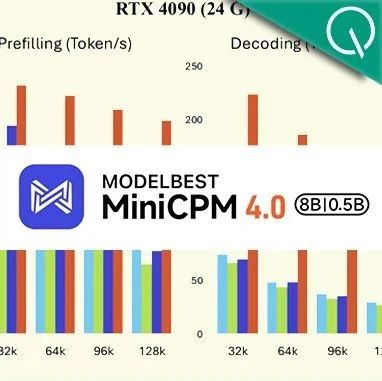 RTX 4090 (24 G)
Prefilling (Token/s)
Decoding (
250
200
MODELBEST
MiniCPM 4.0 8B|0.5B
50
0
32k 64k 96k 128k
32k 64k 96k